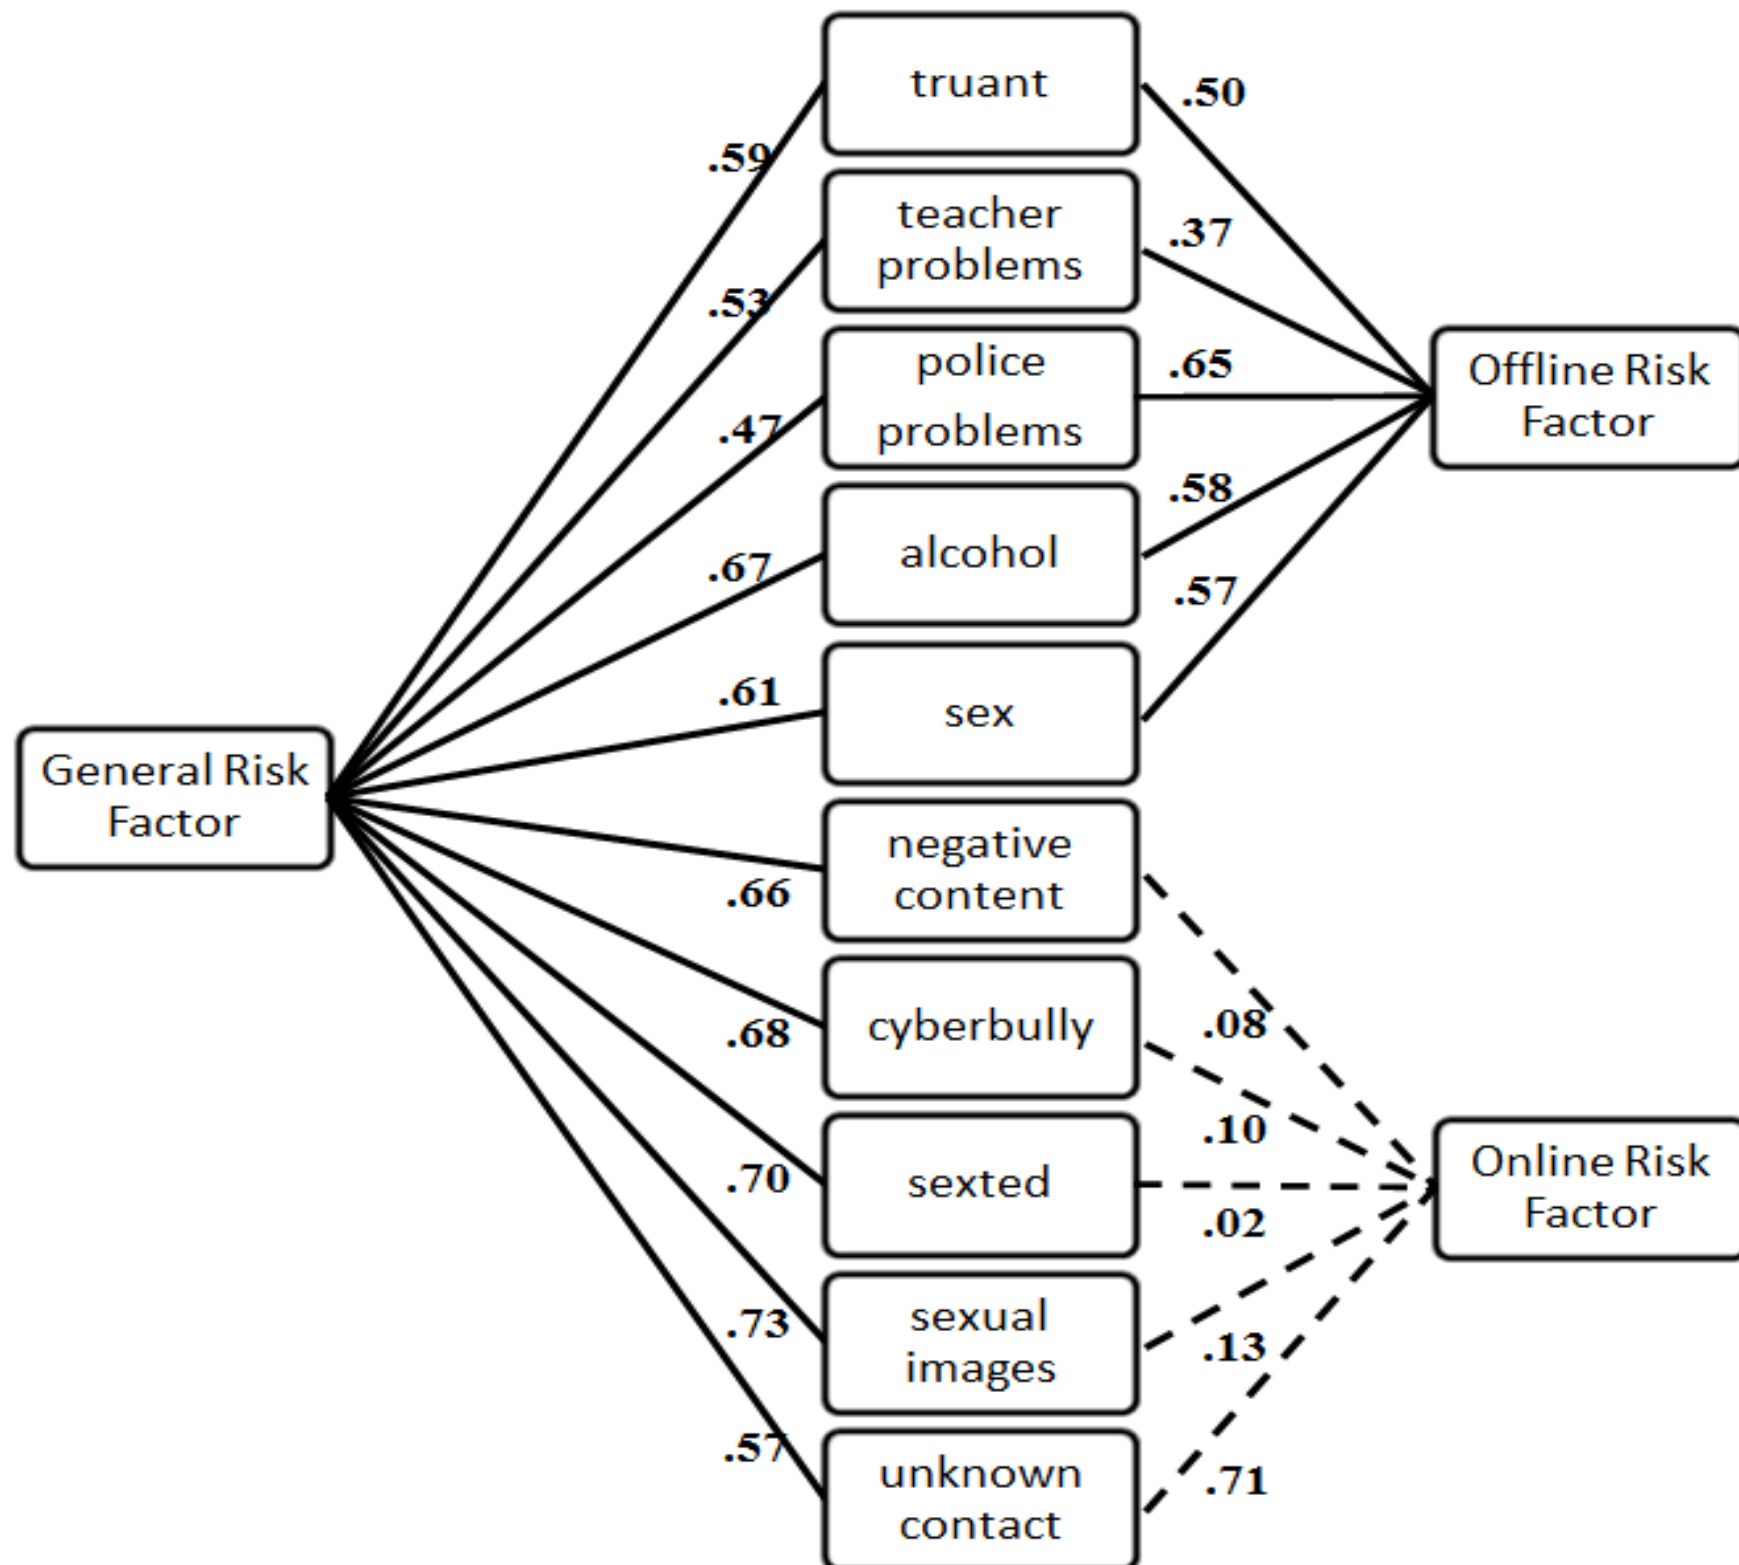 truant
.50
.59
teacher
problems
.37
.53
police
problems
.65
.47
Offline Risk
Factor
alcohol
.58
.67
sex
.57
.61
General Risk
Factor
negative
content
.66
.08
cyberbully
.68
.10
sexted
.70
.02
Online Risk
Factor
sexual
images
.73
.13
unknown
contact
.57
.71